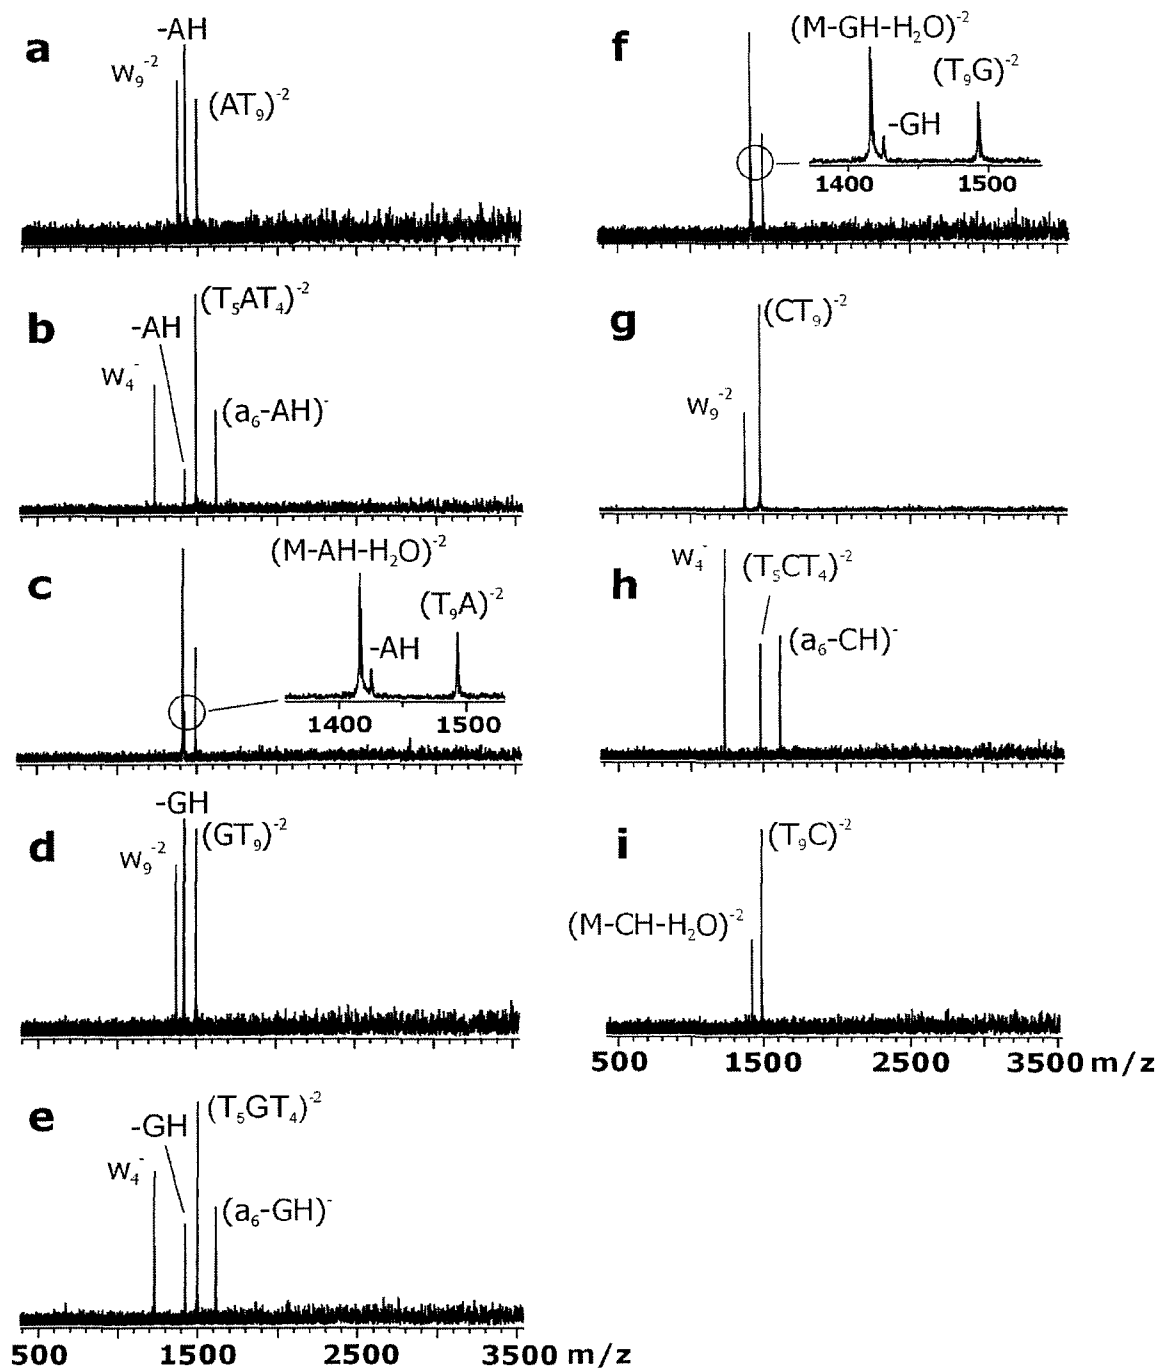 a
-AH
w₉⁻²
(AT₉)⁻²
b
-AH
(T₅AT₄)⁻²
w₄⁻
(a₆-AH)⁻
c
(M-AH-H₂O)⁻²
-AH
(T₉A)⁻²
1400 1500
d
-GH
w₉⁻²
(GT₉)⁻²
e
-GH
(T₅GT₄)⁻²
w₄⁻
(a₆-GH)⁻
500 1500 2500 3500 m/z
f
(M-GH-H₂O)⁻²
-GH
(T₉G)⁻²
1400 1500
g
(CT₉)⁻²
w₉⁻²
h
w₄⁻
(T₅CT₄)⁻²
(a₆-CH)⁻
i
(T₉C)⁻²
(M-CH-H₂O)⁻²
500 1500 2500 3500 m/z